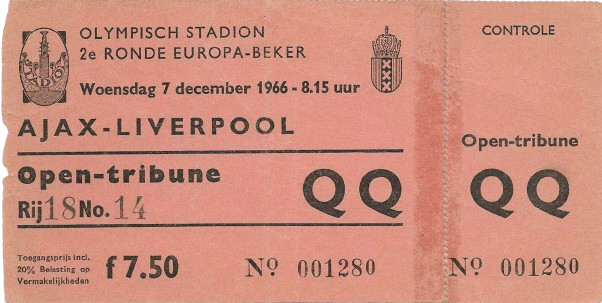 OLYMPISCH STADION
2e RONDE EUROPA-BEKER
Woensdag 7 december 1966 - 8.15 uur
AJAX-LIVERPOOL
Open-tribune
Rij 18 No. 14
QQ
Toegangsprijs incl.
20% Belasting op
Vermakelijkheden
f 7.50
No 001280
STADION
CONTROLE
Open-tribune
QQ
No 001280